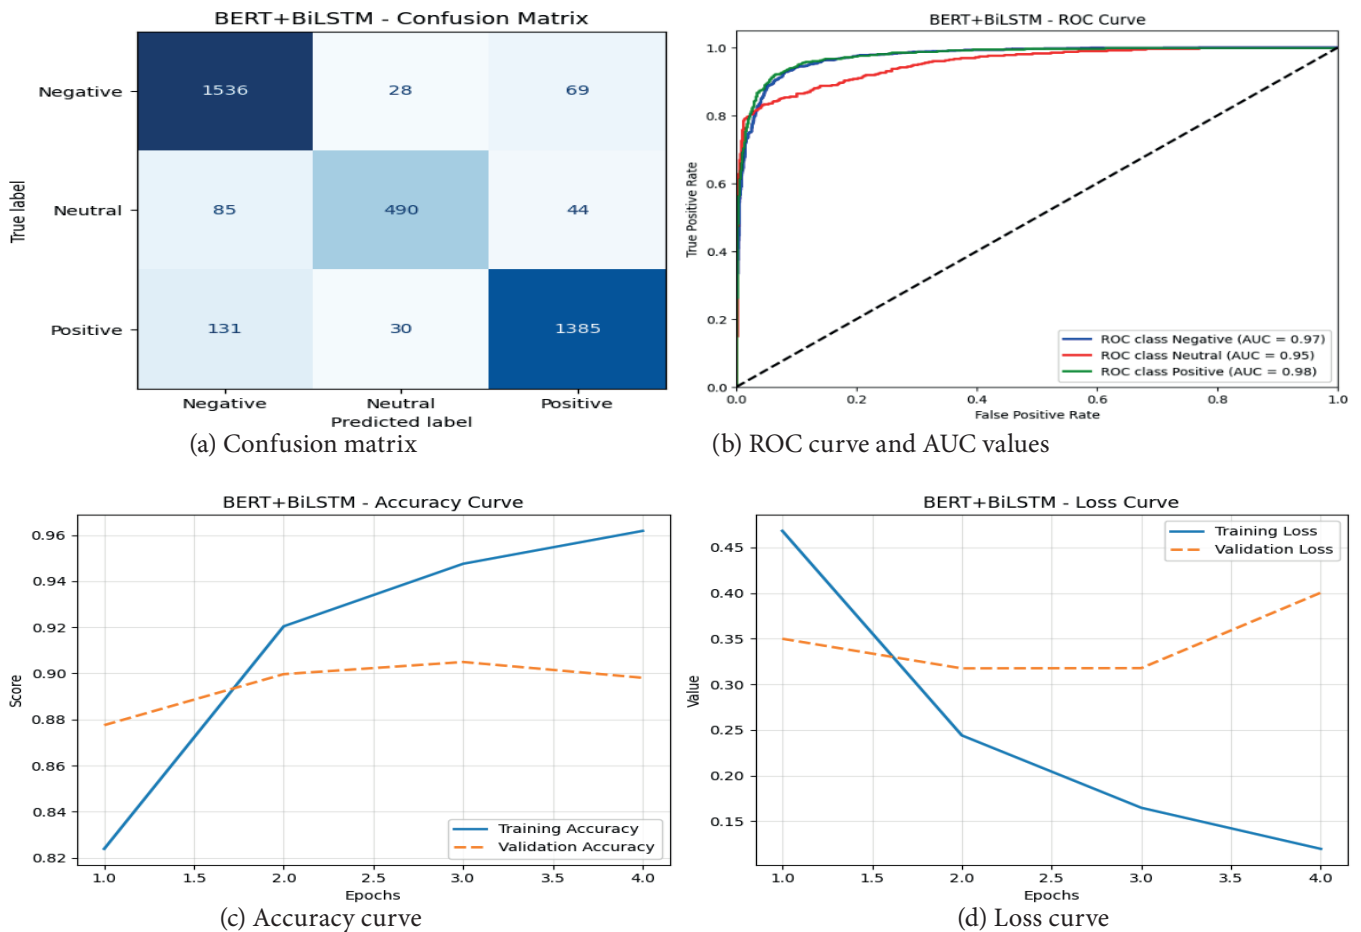 BERT+BiLSTM - Confusion Matrix
True label
Negative
1536 28 69
Neutral
85 490 44
Positive
131 30 1385
Negative Neutral Positive
Predicted label
(a) Confusion matrix
BERT+BiLSTM - ROC Curve
True Positive Rate
1.0
0.8
0.6
0.4
0.2
0.0
ROC class Negative (AUC = 0.97)
ROC class Neutral (AUC = 0.95)
ROC class Positive (AUC = 0.98)
0.0 0.2 0.4 0.6 0.8 1.0
False Positive Rate
(b) ROC curve and AUC values
BERT+BiLSTM - Accuracy Curve
Score
0.96
0.94
0.92
0.90
0.88
0.86
0.84
0.82
Training Accuracy
Validation Accuracy
1.0 1.5 2.0 2.5 3.0 3.5 4.0
Epochs
(c) Accuracy curve
BERT+BiLSTM - Loss Curve
Value
Training Loss
Validation Loss
0.45
0.40
0.35
0.30
0.25
0.20
0.15
1.0 1.5 2.0 2.5 3.0 3.5 4.0
Epochs
(d) Loss curve